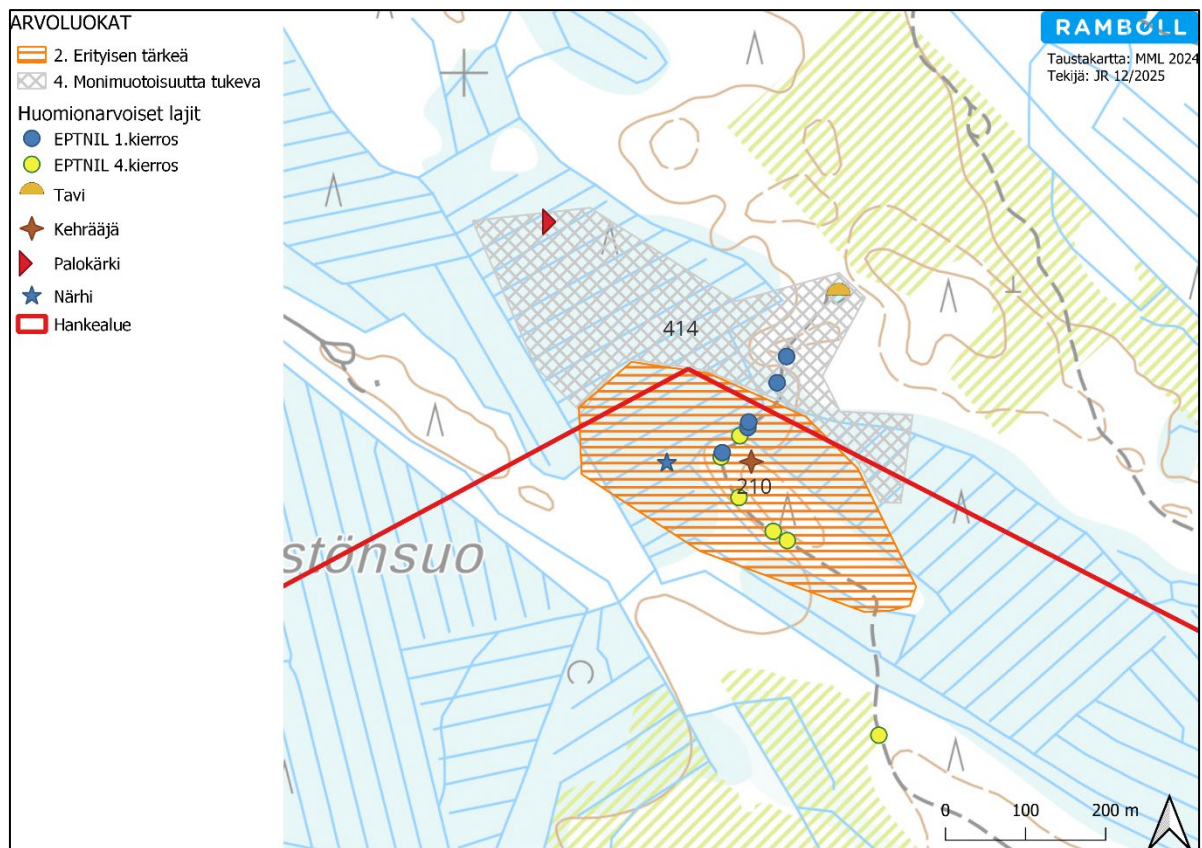 ARVOLUOKAT
2. Erityisen tärkeä
4. Monimuotoisuutta tukeva
Huomionarvoiset lajit
EPTNIL 1.kierros
EPTNIL 4.kierros
Tavi
Kehrääjä
Palokärki
Närhi
Hankealue
RAMBOLL
Taustakartta: MML 2024
Tekijä: JR 12/2025
414
210
stönsuo
0 100 200 m